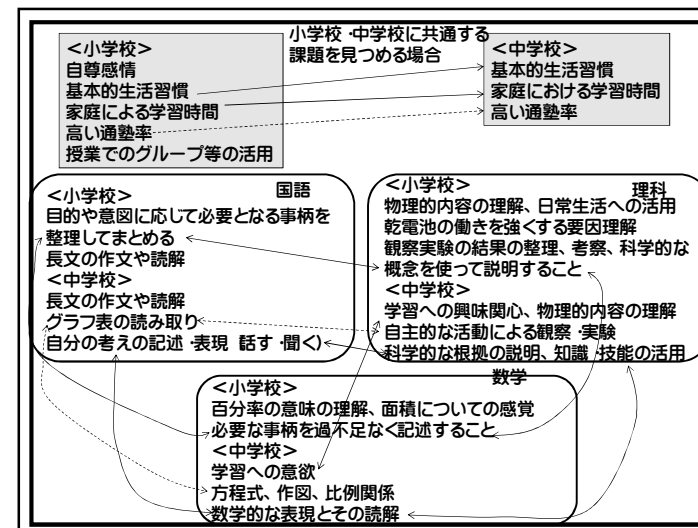 小学校・中学校に共通する
課題を見つめる場合
<小学校>
自尊感情
基本的生活習慣
家庭による学習時間
高い通塾率
授業でのグループ等の活用
<中学校>
基本的生活習慣
家庭における学習時間
高い通塾率
国語
<小学校>
目的や意図に応じて必要となる事柄を
整理してまとめる
長文の作文や読解
<中学校>
長文の作文や読解
グラフ表の読み取り
自分の考えの記述・表現 話す・聞く)
理科
<小学校>
物理的内容の理解、日常生活への活用
乾電池の働きを強くする要因理解
観察実験の結果の整理、考察、科学的な
概念を使って説明すること
<中学校>
学習への興味関心、物理的内容の理解
自主的な活動による観察・実験
科学的な根拠の説明、知識・技能の活用
数学
<小学校>
百分率の意味の理解、面積についての感覚
必要な事柄を過不足なく記述すること
<中学校>
学習への意欲
方程式、作図、比例関係
数学的な表現とその読解